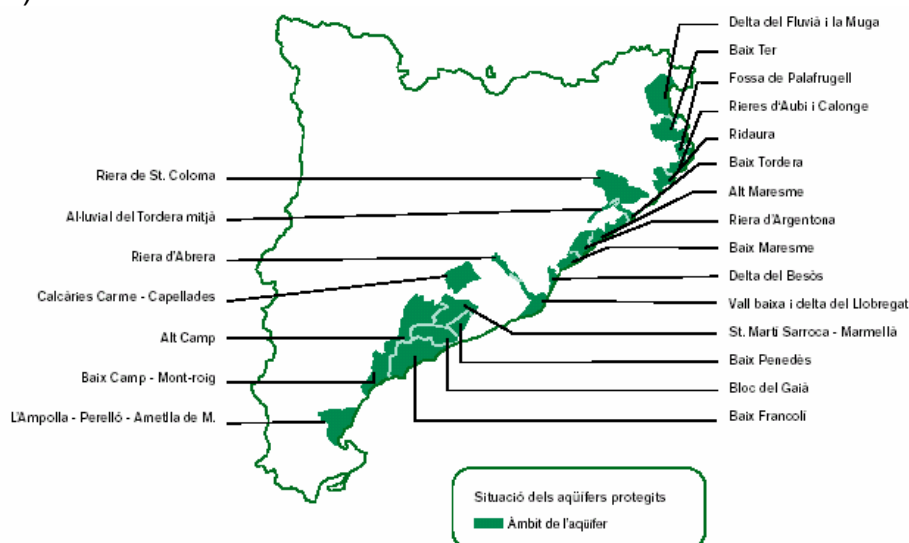 Delta del Fluvià i la Muga
Baix Ter
Fossa de Palafrugell
Rieres d'Aubi i Calonge
Ridaura
Baix Tordera
Alt Maresme
Riera d'Argentona
Baix Maresme
Delta del Besòs
Vall baixa i delta del Llobregat
St. Martí Sarroca - Marmellà
Baix Penedès
Bloc del Gaià
Baix Francolí
Riera de St. Coloma
Al·luvial del Tordera mitjà
Riera d'Abrera
Calcàries Carme - Capellades
Alt Camp
Baix Camp - Mont-roig
L'Ampolla - Perelló - Ametlla de M.
Situació dels aqüífers protegits
Àmbit de l'aqüífer